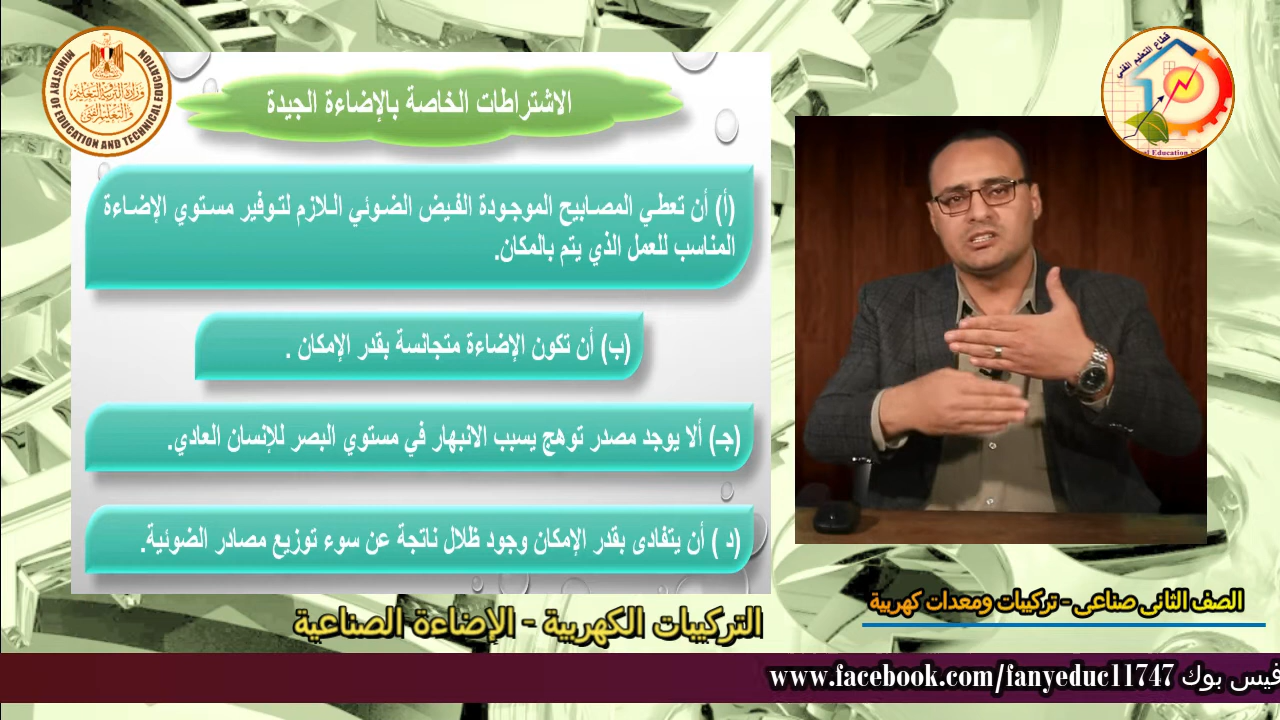 MINISTRY OF EDUCATION AND TECHNICAL EDUCATION
وزارة التربية والتعليم
والتعليم الفني
قطاع التعليم الفني
الاشتراطات الخاصة بالإضاءة الجيدة
(أ) أن تعطي المصابيح الموجودة الفيض الضوئي اللازم لتوفير مستوي الإضاءة
المناسب للعمل الذي يتم بالمكان.
(ب) أن تكون الإضاءة متجانسة بقدر الإمكان .
(جـ) ألا يوجد مصدر توهج يسبب الانبهار في مستوي البصر للإنسان العادي.
(د ) أن يتفادى بقدر الإمكان وجود ظلال ناتجة عن سوء توزيع مصادر الضوئية.
الصف الثانى صناعى - تركيبات ومعدات كهربية
التركيبات الكهربية - الإضاءة الصناعية
فيس بوك www.facebook.com/fanyeduc11747